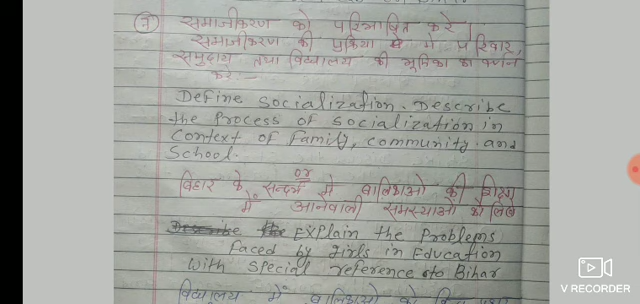 (7) समाजीकरण को परिभाषित करें।
समाजीकरण की प्रक्रिया में परिवार,
समुदाय तथा विद्यालय की भूमिका का वर्णन
करें-
Define socialization. Describe
the Process of socialization in
Context of Family, community and
School.
or
बिहार के सन्दर्भ में बालिकाओं की शिक्षा
में आनेवाली समस्याओं को लिखें
Explain the Problems
Faced by girls in Education
with special reference to Bihar
विद्यालय में बालिकाओं को
V RECORDER